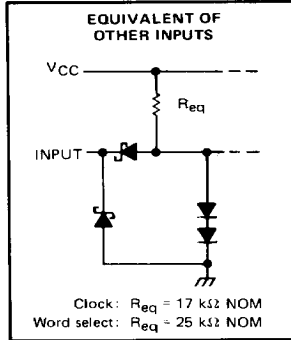 EQUIVALENT OF
OTHER INPUTS
VCC
Req
INPUT
Clock: Req = 17 kΩ NOM
Word select: Req = 25 kΩ NOM